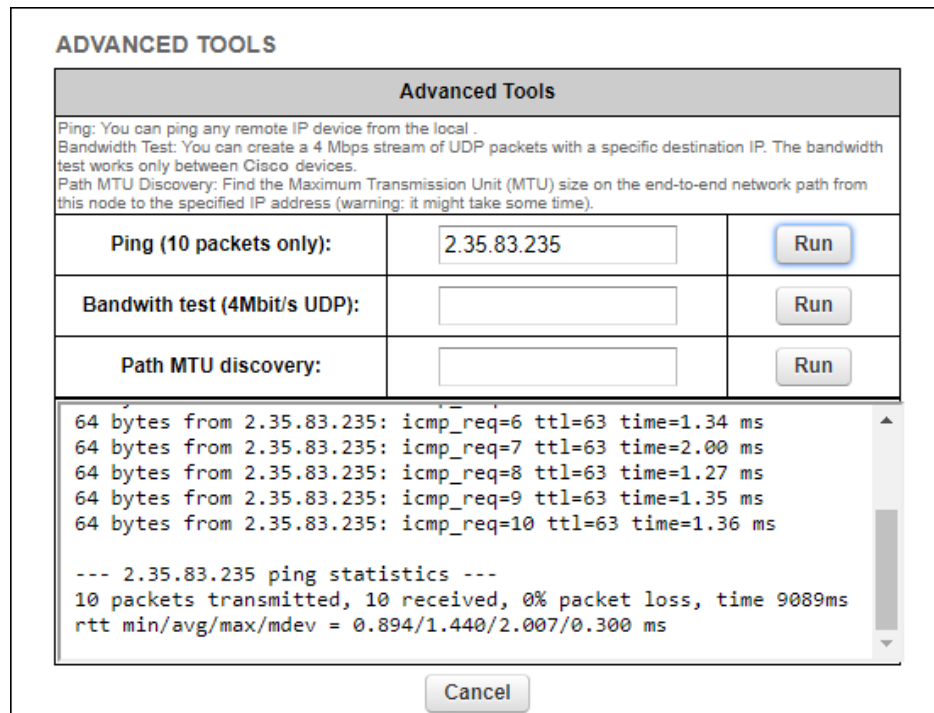 ADVANCED TOOLS
Advanced Tools
Ping: You can ping any remote IP device from the local .
Bandwidth Test: You can create a 4 Mbps stream of UDP packets with a specific destination IP. The bandwidth
test works only between Cisco devices.
Path MTU Discovery: Find the Maximum Transmission Unit (MTU) size on the end-to-end network path from
this node to the specified IP address (warning: it might take some time).
Ping (10 packets only): 2.35.83.235 Run
Bandwith test (4Mbit/s UDP): Run
Path MTU discovery: Run
64 bytes from 2.35.83.235: icmp_req=6 ttl=63 time=1.34 ms
64 bytes from 2.35.83.235: icmp_req=7 ttl=63 time=2.00 ms
64 bytes from 2.35.83.235: icmp_req=8 ttl=63 time=1.27 ms
64 bytes from 2.35.83.235: icmp_req=9 ttl=63 time=1.35 ms
64 bytes from 2.35.83.235: icmp_req=10 ttl=63 time=1.36 ms
--- 2.35.83.235 ping statistics ---
10 packets transmitted, 10 received, 0% packet loss, time 9089ms
rtt min/avg/max/mdev = 0.894/1.440/2.007/0.300 ms
Cancel